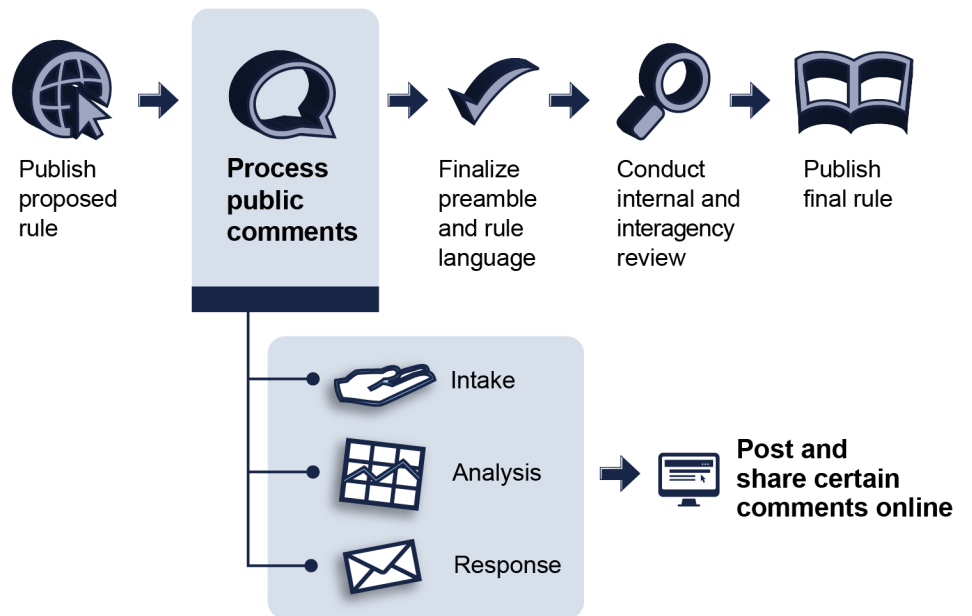 Publish
proposed
rule
Process
public
comments
Finalize
preamble
and rule
language
Conduct
internal and
interagency
review
Publish
final rule
Intake
Analysis
Response
Post and
share certain
comments online